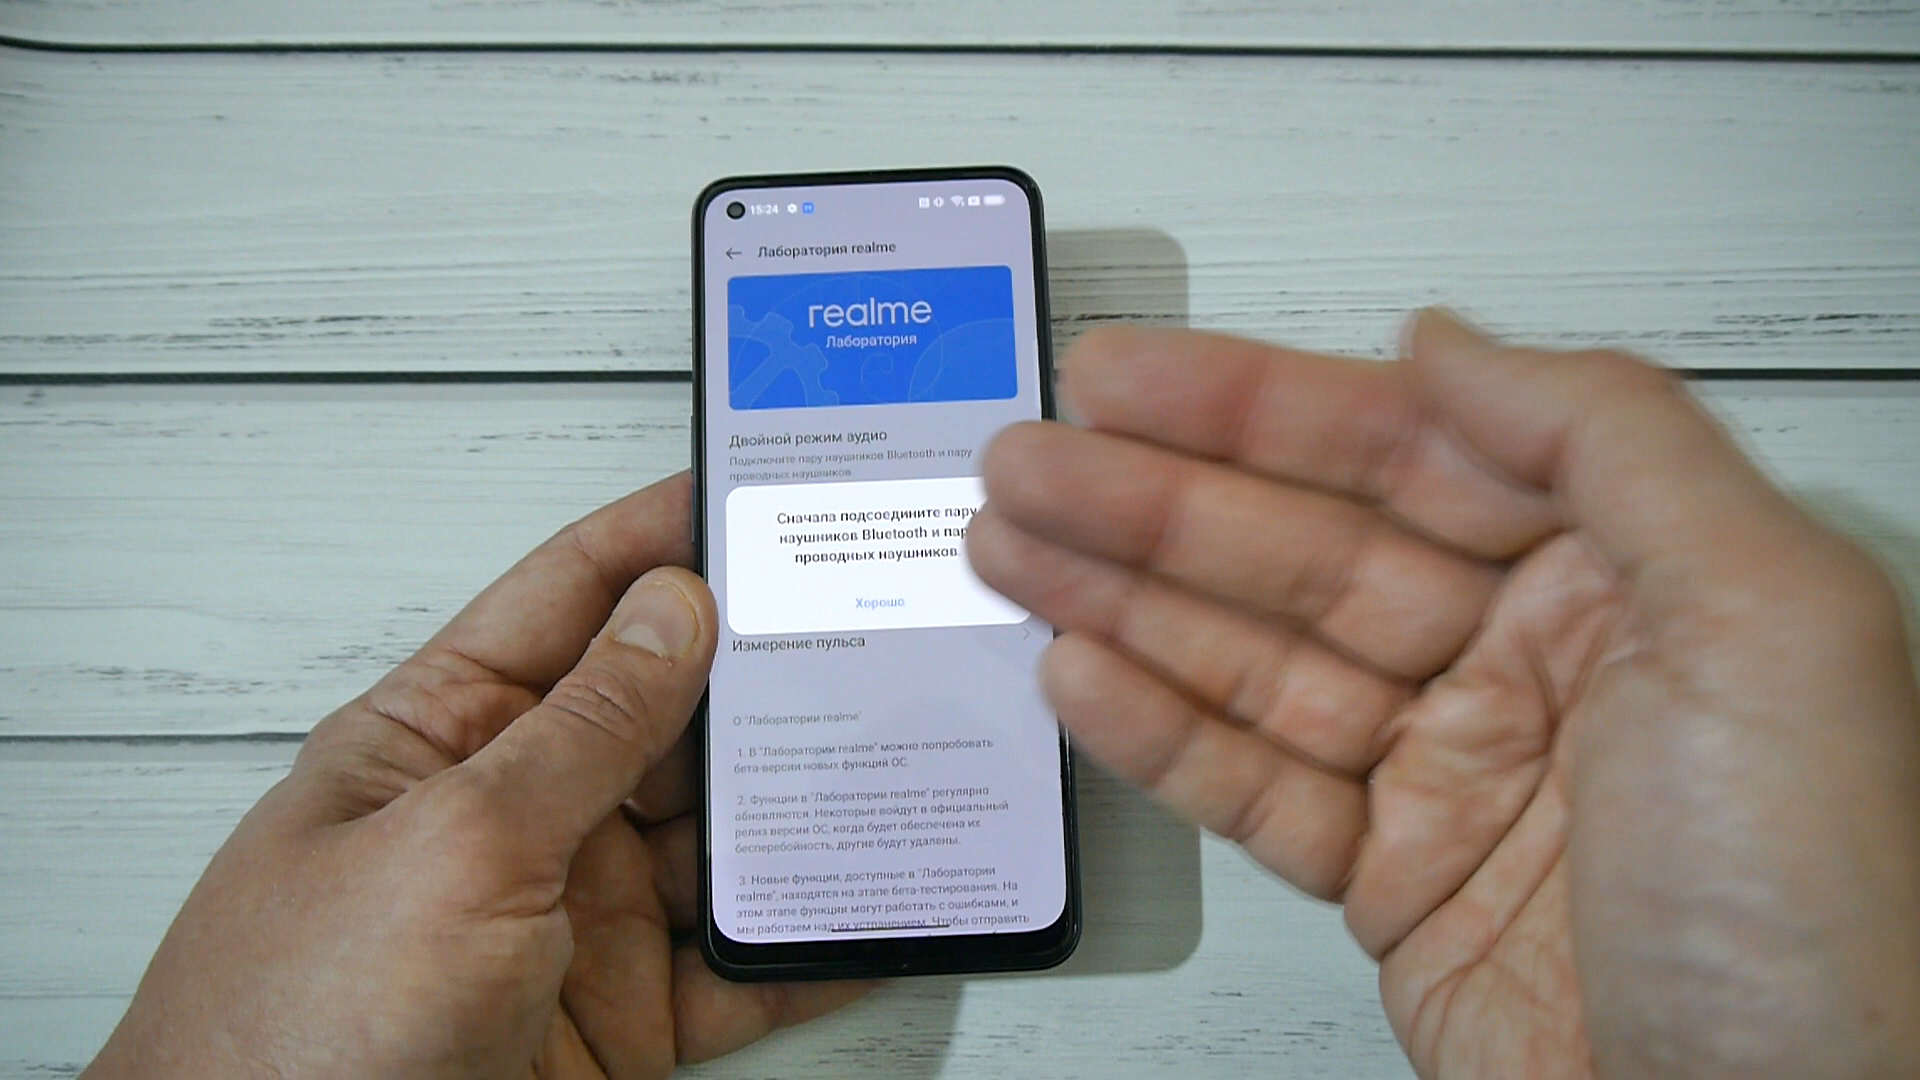 15:24
Лаборатория realme
realme
Лаборатория
Двойной режим аудио
Подключите пару наушников Bluetooth и пару
проводных наушников.
Сначала подсоедините пару
наушников Bluetooth и пар
проводных наушников.
Хорошо
Измерение пульса
О "Лаборатории realme"
1. В "Лаборатории realme" можно попробовать
бета-версии новых функций ОС.
2. Функции в "Лаборатории realme" регулярно
обновляются. Некоторые войдут в официальный
релиз версии ОС, когда будет обеспечена их
бесперебойность, другие будут удалены.
3. Новые функции, доступные в "Лаборатории
realme", находятся на этапе бета-тестирования. На
этом этапе функции могут работать с ошибками, и
мы работаем над их устранением. Чтобы отправить